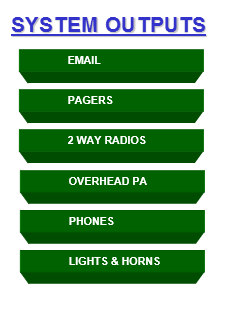 SYSTEM OUTPUTS
EMAIL
PAGERS
2 WAY RADIOS
OVERHEAD PA
PHONES
LIGHTS & HORNS